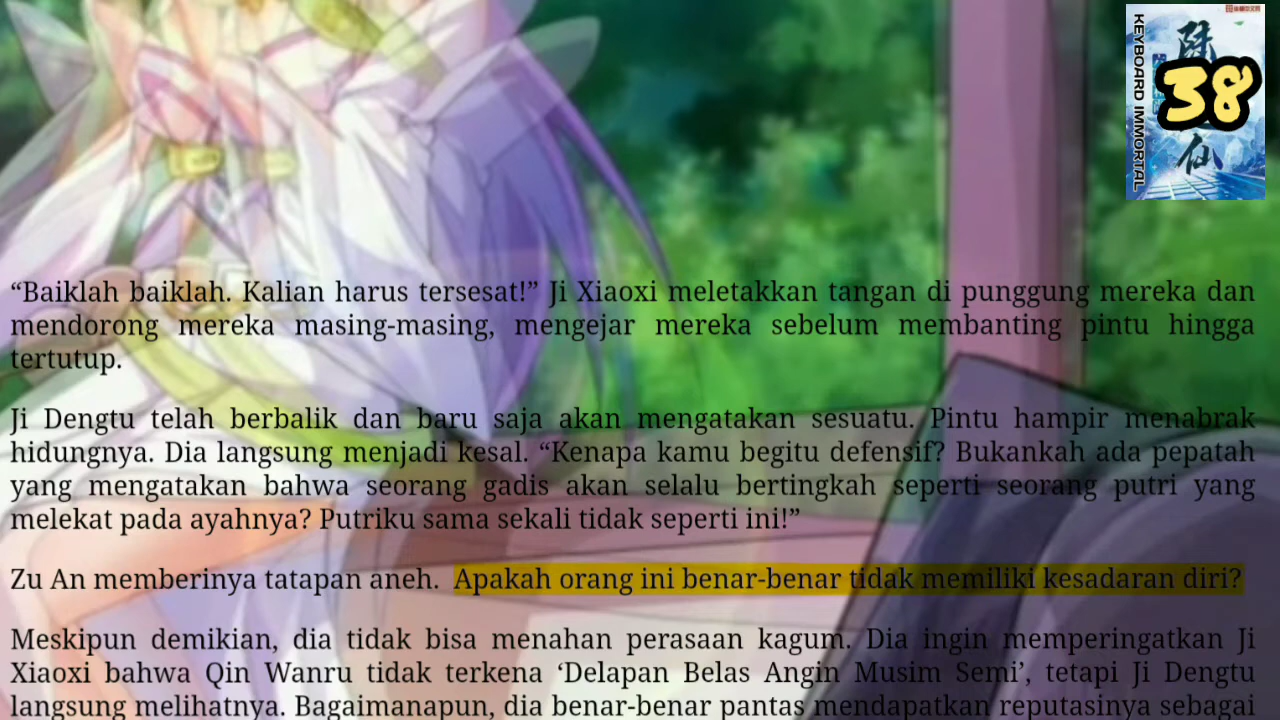 KEYBOARD IMMORTAL
38
仙
“Baiklah baiklah. Kalian harus tersesat!” Ji Xiaoxi meletakkan tangan di punggung mereka dan
mendorong mereka masing-masing, mengejar mereka sebelum membanting pintu hingga
tertutup.
Ji Dengtu telah berbalik dan baru saja akan mengatakan sesuatu. Pintu hampir menabrak
hidungnya. Dia langsung menjadi kesal. “Kenapa kamu begitu defensif? Bukankah ada pepatah
yang mengatakan bahwa seorang gadis akan selalu bertingkah seperti seorang putri yang
melekat pada ayahnya? Putriku sama sekali tidak seperti ini!”
Zu An memberinya tatapan aneh. Apakah orang ini benar-benar tidak memiliki kesadaran diri?
Meskipun demikian, dia tidak bisa menahan perasaan kagum. Dia ingin memperingatkan Ji
Xiaoxi bahwa Qin Wanru tidak terkena ‘Delapan Belas Angin Musim Semi’, tetapi Ji Dengtu
langsung melihatnya. Bagaimanapun, dia benar-benar pantas mendapatkan reputasinya sebagai